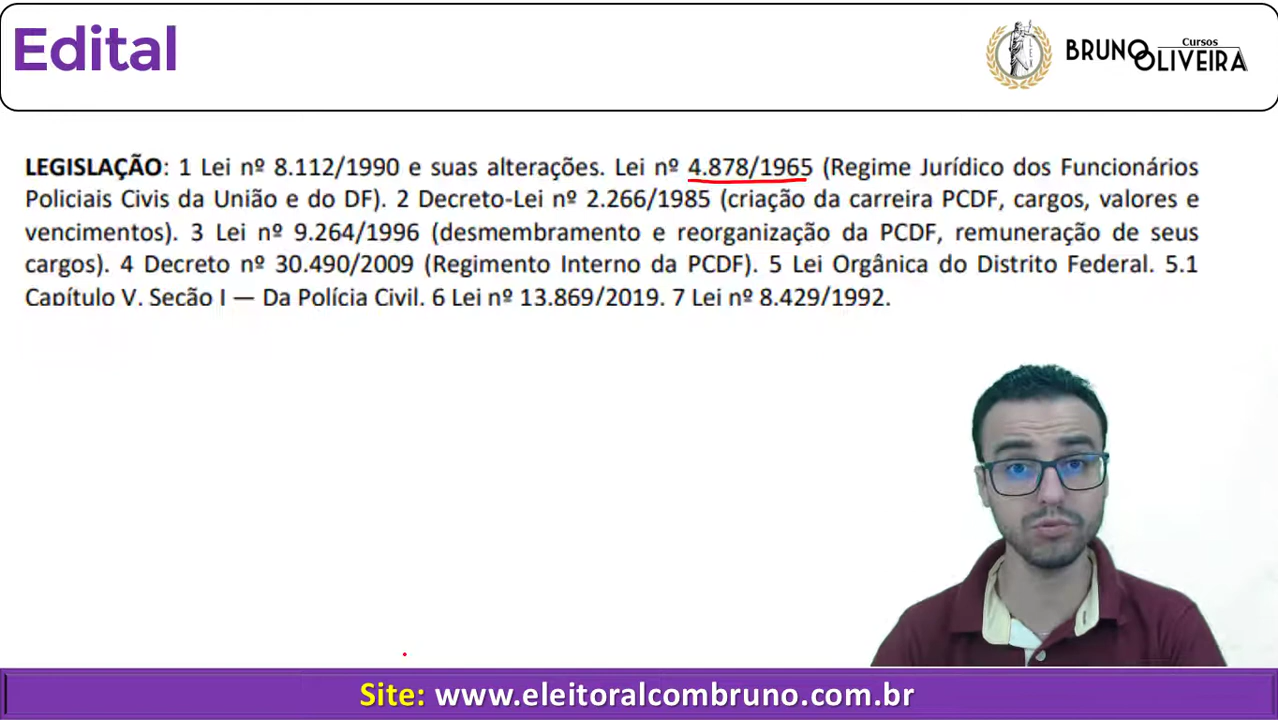 Edital
Cursos
BRUNO OLIVEIRA
LEGISLAÇÃO: 1 Lei nº 8.112/1990 e suas alterações. Lei nº 4.878/1965 (Regime Jurídico dos Funcionários
Policiais Civis da União e do DF). 2 Decreto-Lei nº 2.266/1985 (criação da carreira PCDF, cargos, valores e
vencimentos). 3 Lei nº 9.264/1996 (desmembramento e reorganização da PCDF, remuneração de seus
cargos). 4 Decreto nº 30.490/2009 (Regimento Interno da PCDF). 5 Lei Orgânica do Distrito Federal. 5.1
Capítulo V. Seção I — Da Polícia Civil. 6 Lei nº 13.869/2019. 7 Lei nº 8.429/1992.
Site: www.eleitoralcombruno.com.br